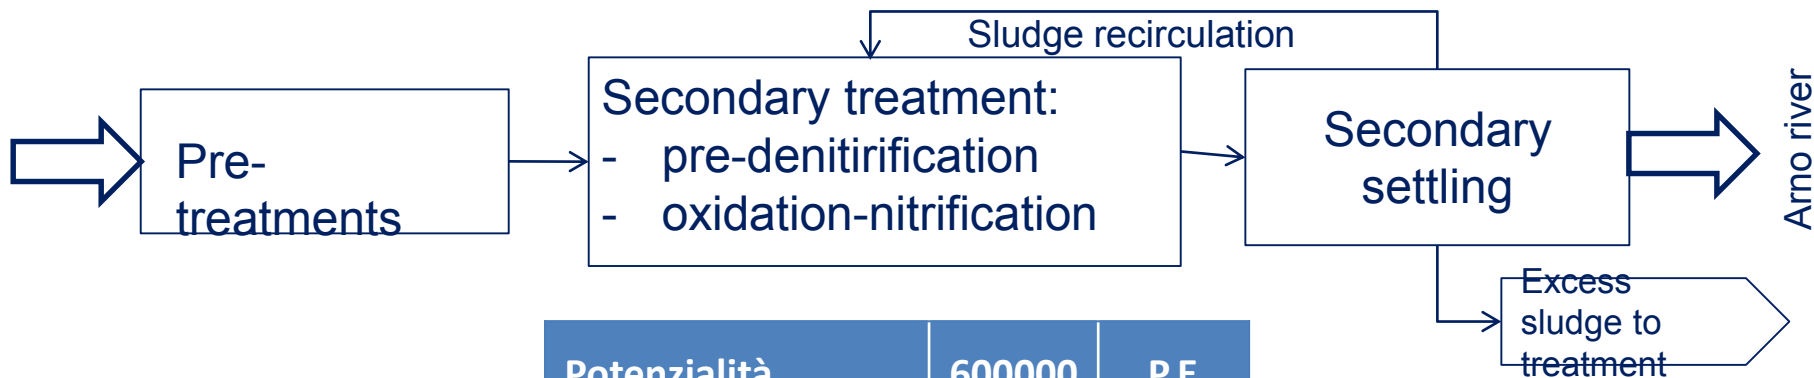 Sludge recirculation
Pre-
treatments
Secondary treatment:
- pre-denitirification
- oxidation-nitrification
Secondary
settling
Arno river
Excess
sludge to
treatment
Potenzialità 600000 P.E.